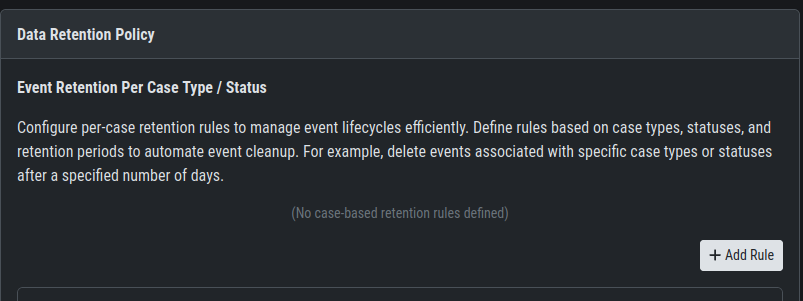 Data Retention Policy
Event Retention Per Case Type / Status
Configure per-case retention rules to manage event lifecycles efficiently. Define rules based on case types, statuses, and
retention periods to automate event cleanup. For example, delete events associated with specific case types or statuses
after a specified number of days.
(No case-based retention rules defined)
+ Add Rule